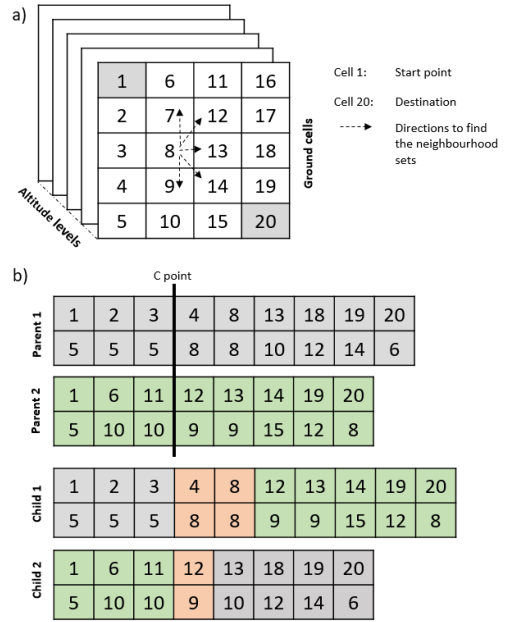 a)
1 6 11 16
2 7 12 17
3 8 13 18
4 9 14 19
5 10 15 20
Altitude levels
Ground cells
Cell 1: Start point
Cell 20: Destination
Directions to find
the neighbourhood
sets
b)
C point
Parent 1
1 2 3 4 8 13 18 19 20
5 5 5 8 8 10 12 14 6
Parent 2
1 6 11 12 13 14 19 20
5 10 10 9 9 15 12 8
Child 1
1 2 3 4 8 12 13 14 19 20
5 5 5 8 8 9 9 15 12 8
Child 2
1 6 11 12 13 18 19 20
5 10 10 9 10 12 14 6